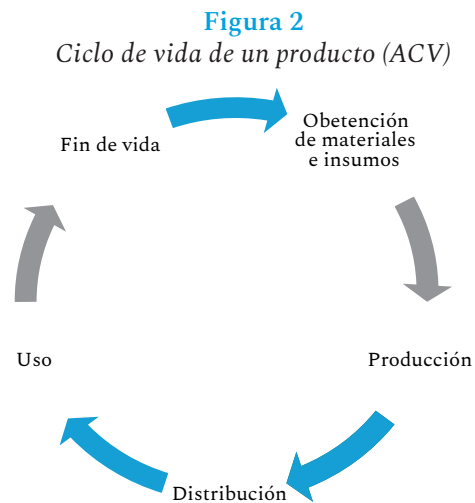 Figura 2
Ciclo de vida de un producto (ACV)
Obetención
de materiales
e insumos
Producción
Distribución
Uso
Fin de vida